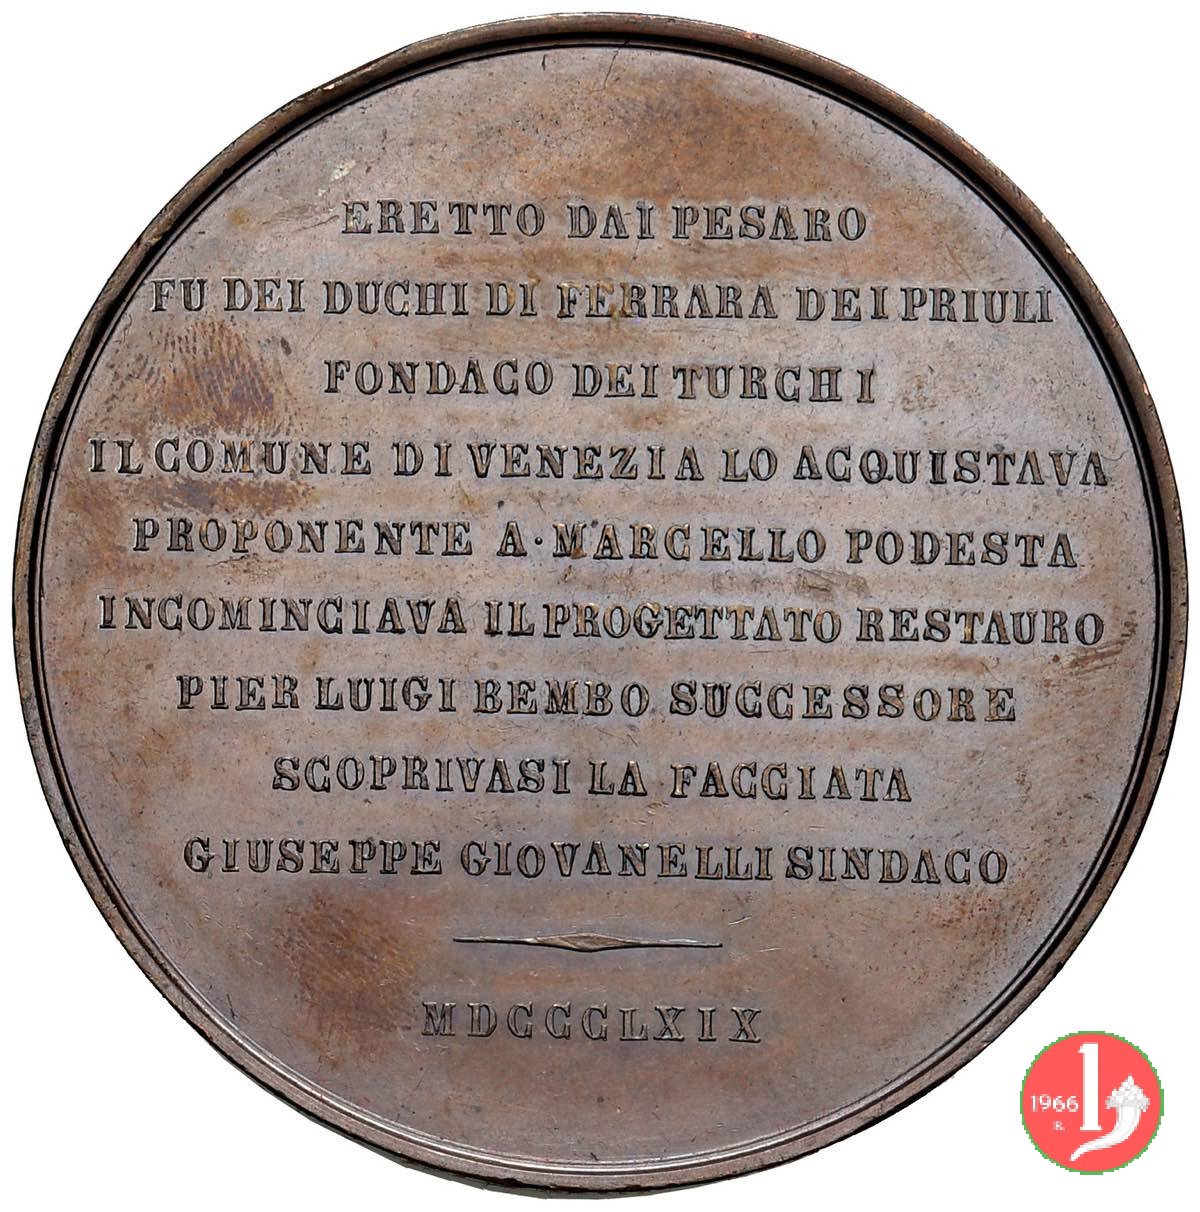 ERETTO DAI PESARO
FU DEI DUCHI DI FERRARA DEI PRIULI
FONDACO DEI TURCHI
IL COMUNE DI VENEZIA LO ACQUISTAVA
PROPONENTE A · MARCELLO PODESTA
INCOMINCIAVA IL PROGETTATO RESTAURO
PIER LUIGI BEMBO SUCCESSORE
SCOPRIVASI LA FACCIATA
GIUSEPPE GIOVANELLI SINDACO
MDCCCLXIX
1966 1
R